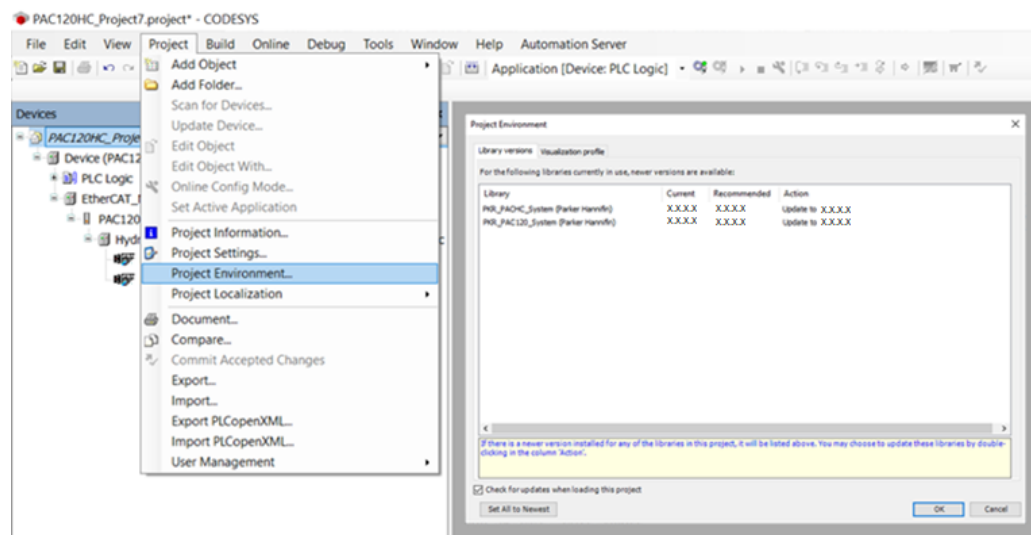 PAC120HC_Project7.project* - CODESYS
File Edit View Project Build Online Debug Tools Window Help Automation Server
Application [Device: PLC Logic]
Add Object
Add Folder...
Scan for Devices...
Update Device...
Edit Object
Edit Object With...
Online Config Mode...
Set Active Application
Project Information...
Project Settings...
Project Environment...
Project Localization
Document...
Compare...
Commit Accepted Changes
Export...
Import...
Export PLCopenXML...
Import PLCopenXML...
User Management
Devices
PAC120HC_Proje
Device (PAC12
PLC Logic
EtherCAT_
PAC120
Hydr
Project Environment
Library versions Visualization profile
For the following libraries currently in use, newer versions are available:
Library Current Recommended Action
PKR_PACHC_System (Parker Hannifin) X.X.X.X X.X.X.X Update to X.X.X.X
PKR_PAC120_System (Parker Hannifin) X.X.X.X X.X.X.X Update to X.X.X.X
If there is a newer version installed for any of the libraries in this project, it will be listed above. You may choose to update these libraries by double-
clicking in the column 'Action'.
Check for updates when loading this project
Set All to Newest OK Cancel